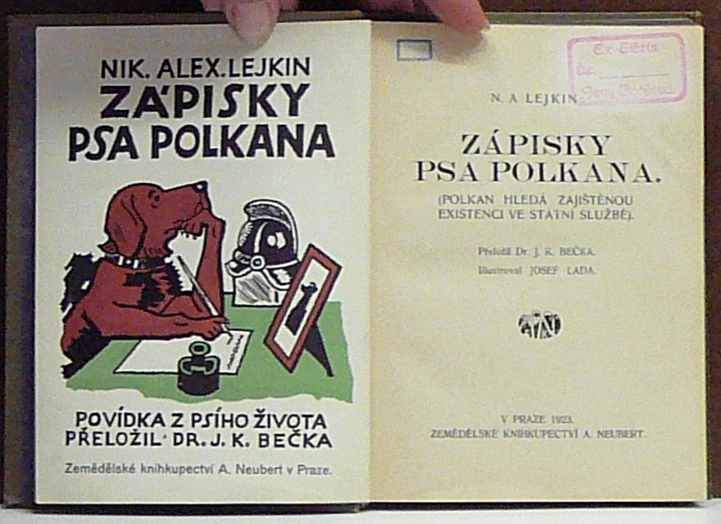 NIK. ALEX. LEJKIN
ZÁPISKY
PSA POLKANA
POVÍDKA Z PSÍHO ŽIVOTA
PŘELOŽIL DR. J. K. BEČKA
Zemědělské knihkupectví A. Neubert v Praze.
Ex Libris
N. A LEJKIN
ZÁPISKY
PSA POLKANA.
(POLKAN HLEDÁ ZAJIŠTĚNOU
EXISTENCI VE STÁTNÍ SLUŽBĚ).
Přeložil Dr. J. K. BEČKA.
Illustroval JOSEF LADA.
V PRAZE 1923.
ZEMĚDĚLSKÉ KNIHKUPECTVÍ A. NEUBERT.